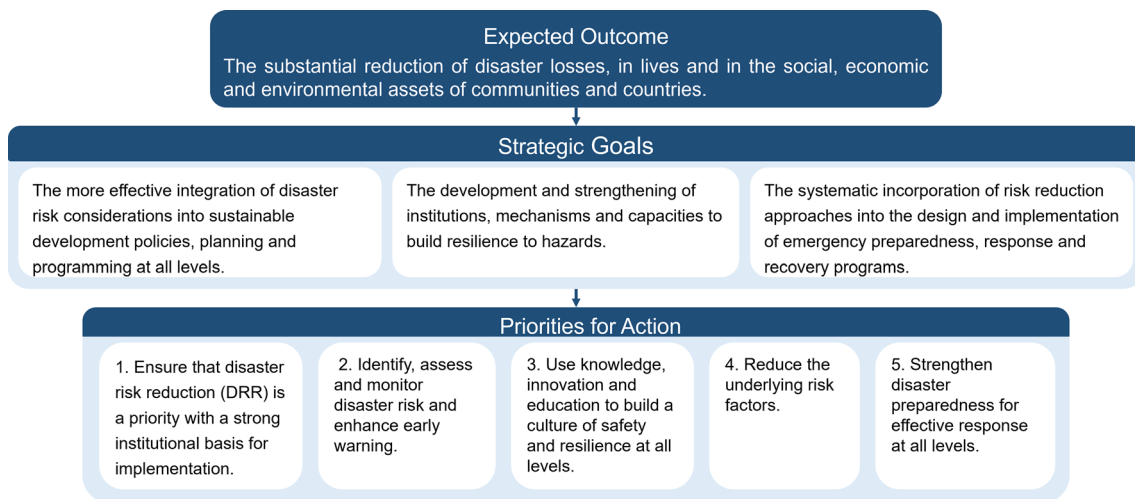 Expected Outcome
The substantial reduction of disaster losses, in lives and in the social, economic
and environmental assets of communities and countries.
Strategic Goals
The more effective integration of disaster
risk considerations into sustainable
development policies, planning and
programming at all levels.
The development and strengthening of
institutions, mechanisms and capacities to
build resilience to hazards.
The systematic incorporation of risk reduction
approaches into the design and implementation
of emergency preparedness, response and
recovery programs.
Priorities for Action
1. Ensure that disaster
risk reduction (DRR) is
a priority with a strong
institutional basis for
implementation.
2. Identify, assess
and monitor
disaster risk and
enhance early
warning.
3. Use knowledge,
innovation and
education to build a
culture of safety
and resilience at all
levels.
4. Reduce the
underlying risk
factors.
5. Strengthen
disaster
preparedness for
effective response
at all levels.